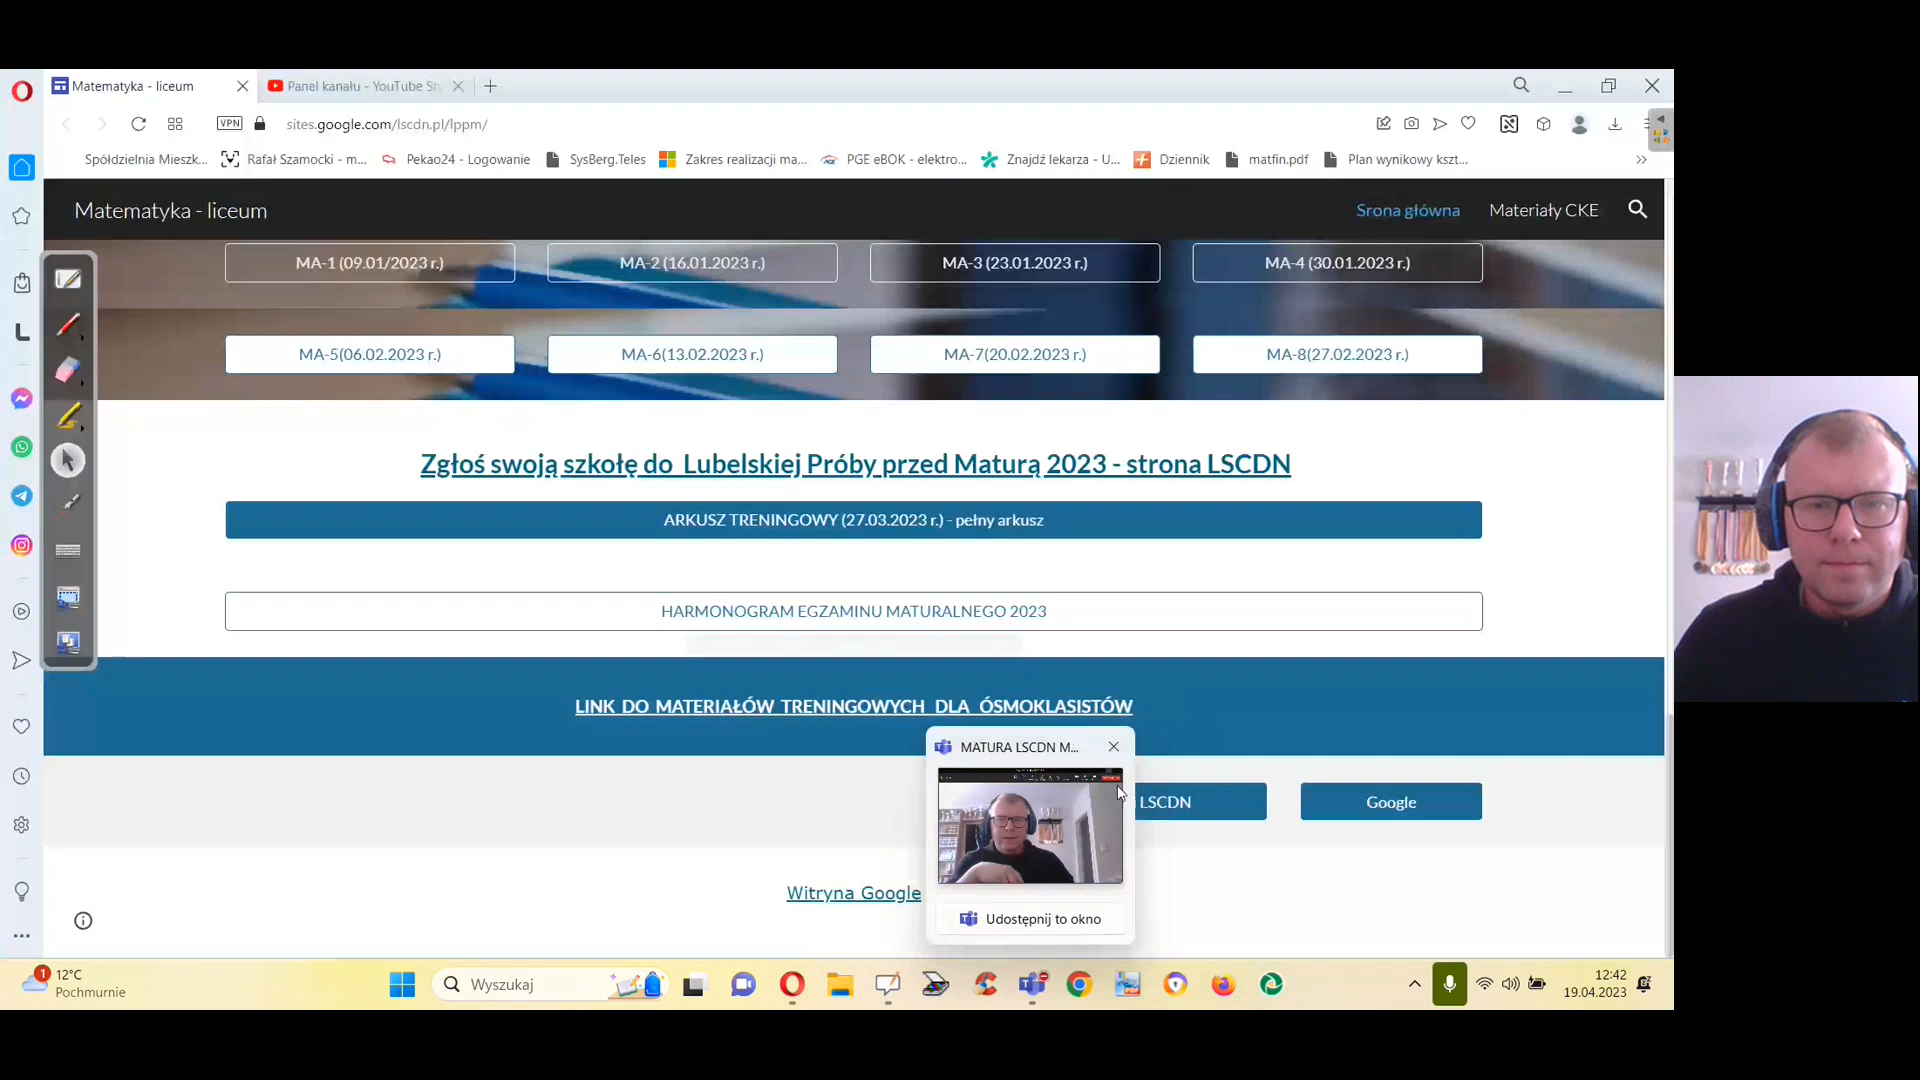 Matematyka - liceum
Panel kanału - YouTube St
VPN
sites.google.com/lscdn.pl/lppm/
Spółdzielnia Mieszk...
Rafał Szamocki - m...
Pekao24 - Logowanie
SysBerg.Teles
Zakres realizacji ma...
PGE eBOK - elektro...
Znajdź lekarza - U...
Dziennik
matfin.pdf
Plan wynikowy kszt...
Matematyka - liceum
Srona główna
Materiały CKE
MA-1 (09.01/2023 r.)
MA-2 (16.01.2023 r.)
MA-3 (23.01.2023 r.)
MA-4 (30.01.2023 r.)
MA-5(06.02.2023 r.)
MA-6(13.02.2023 r.)
MA-7(20.02.2023 r.)
MA-8(27.02.2023 r.)
Zgłoś swoją szkołę do Lubelskiej Próby przed Maturą 2023 - strona LSCDN
ARKUSZ TRENINGOWY (27.03.2023 r.) - pełny arkusz
HARMONOGRAM EGZAMINU MATURALNEGO 2023
LINK DO MATERIAŁÓW TRENINGOWYCH DLA ÓSMOKLASISTÓW
MATURA LSCDN M...
LSCDN
Google
Witryna Google
Udostępnij to okno
1
12°C
Pochmurnie
Wyszukaj
12:42
19.04.2023